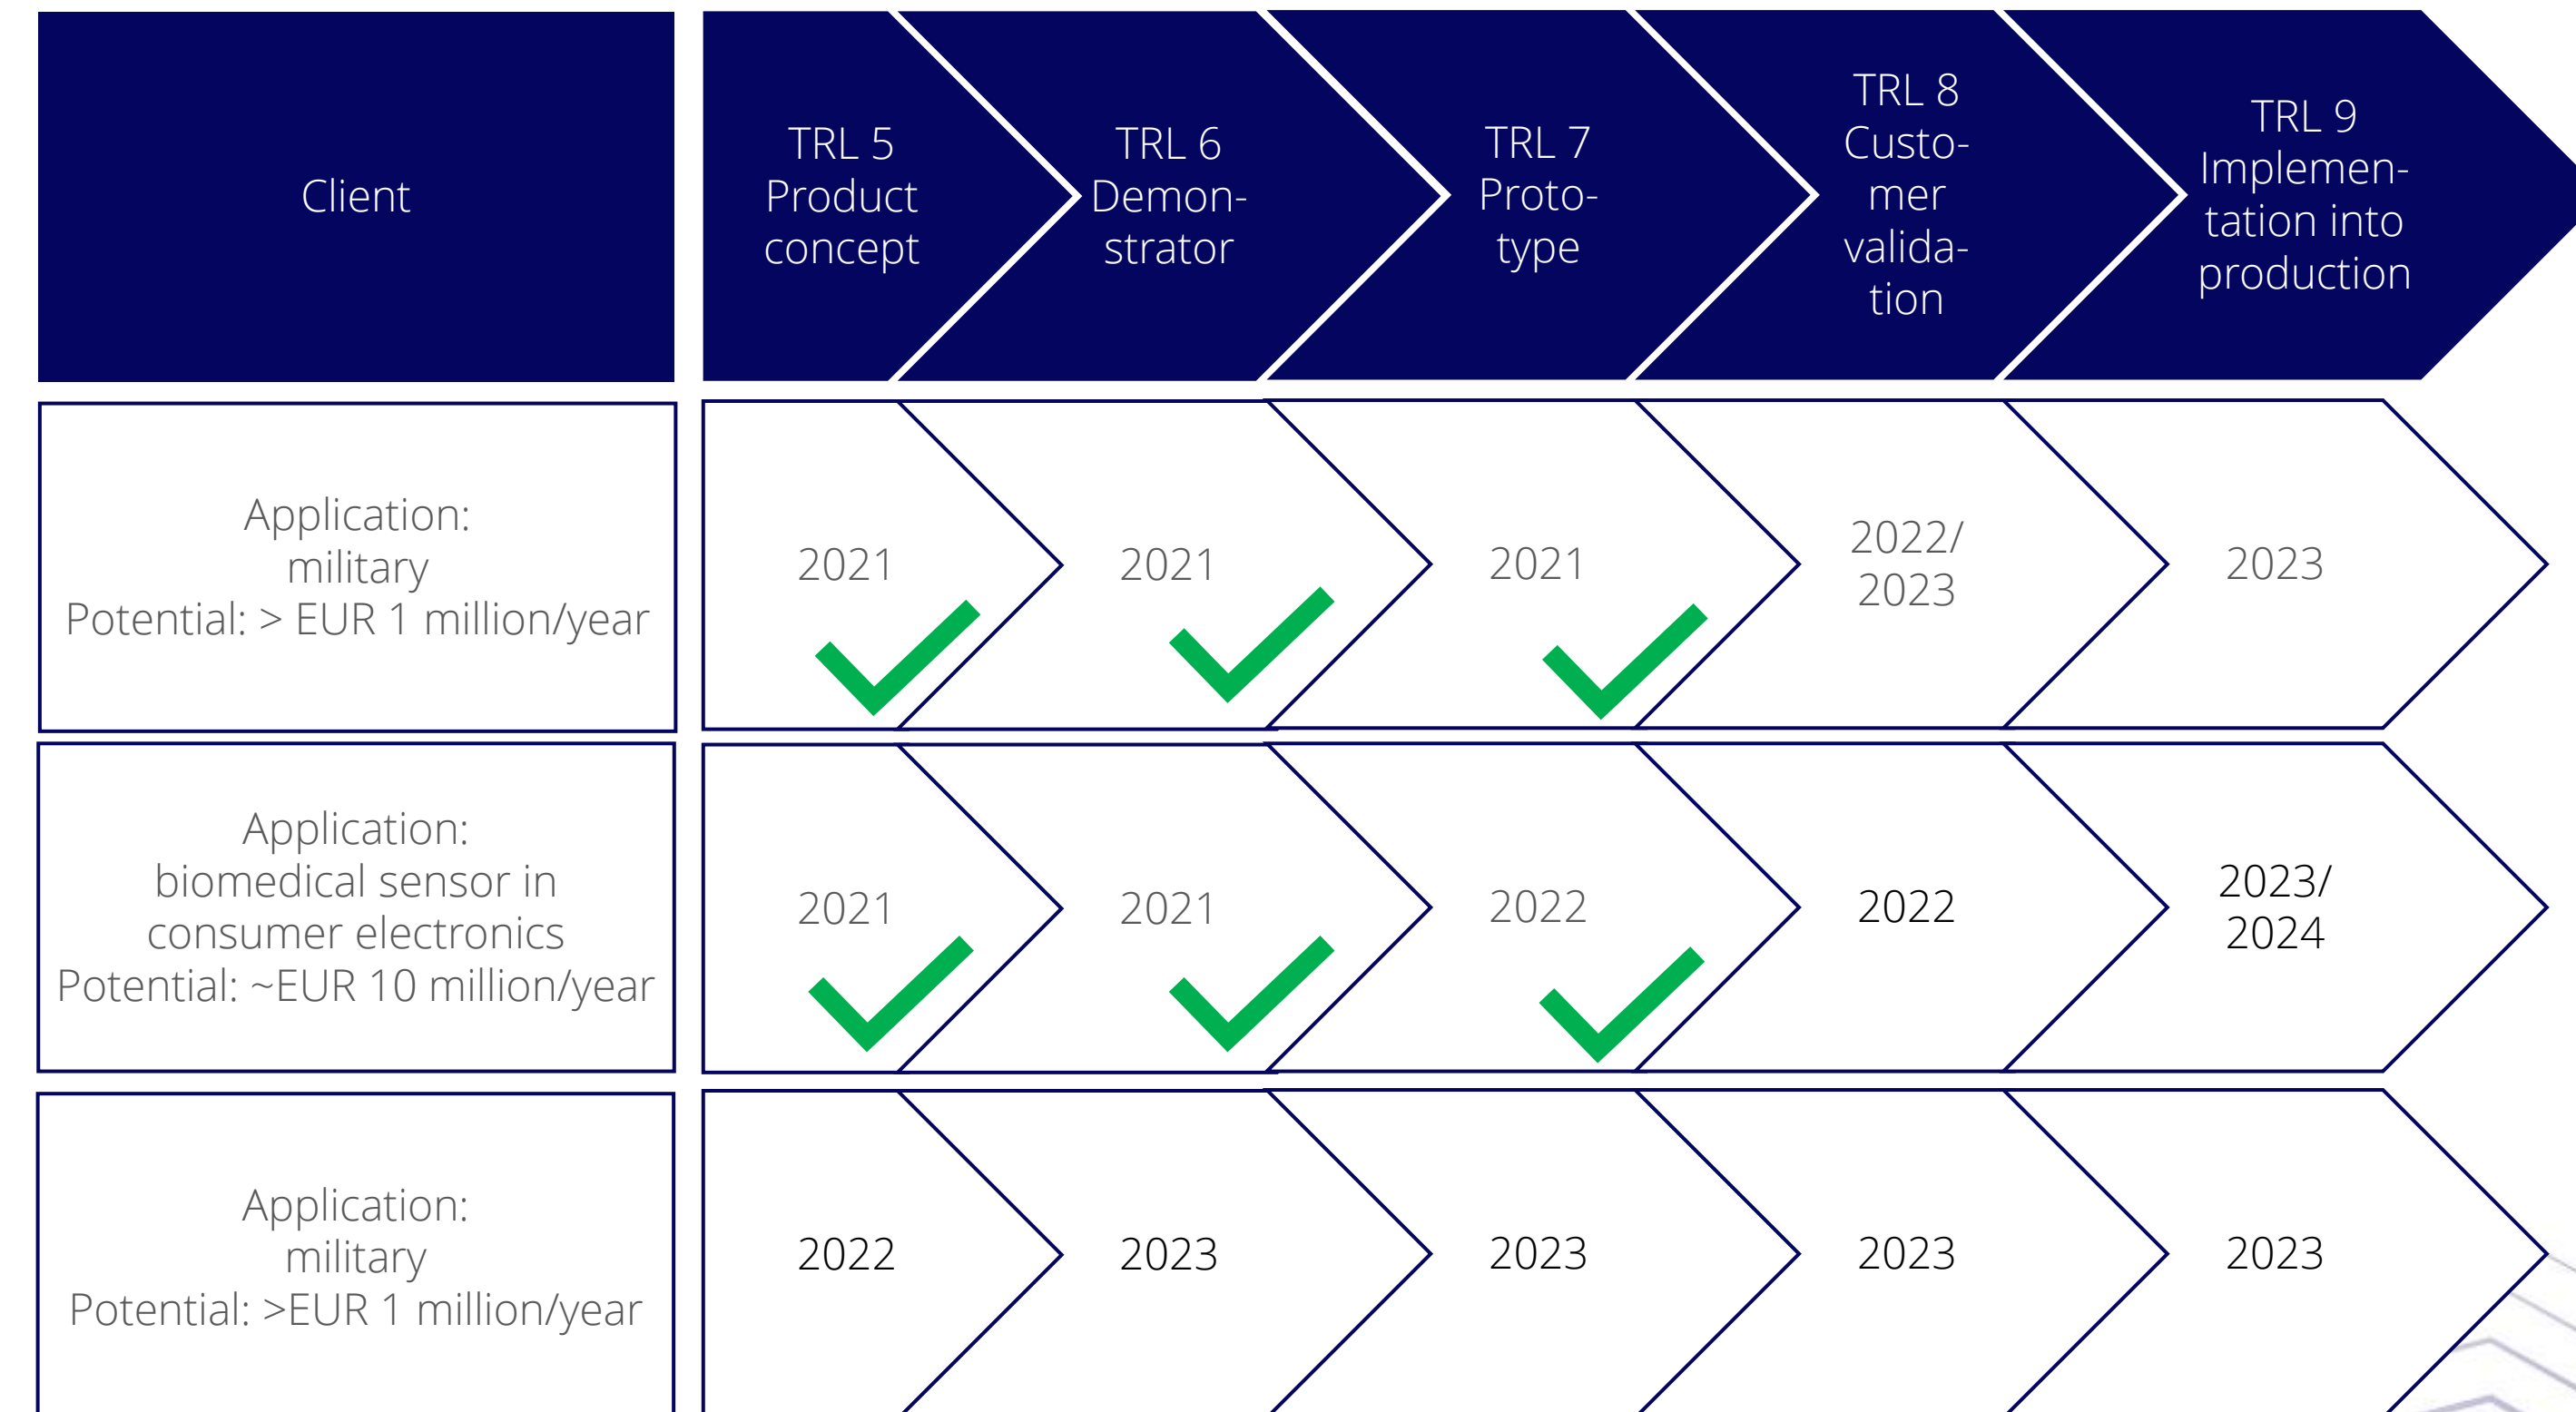 Client
TRL 5
Product
concept
TRL 6
Demon-
strator
TRL 7
Proto-
type
TRL 8
Custo-
mer
valida-
tion
TRL 9
Implemen-
tation into
production
Application:
military
Potential: > EUR 1 million/year
2021
2021
2021
2022/
2023
2023
Application:
biomedical sensor in
consumer electronics
Potential: ~EUR 10 million/year
2021
2021
2022
2022
2023/
2024
Application:
military
Potential: >EUR 1 million/year
2022
2023
2023
2023
2023